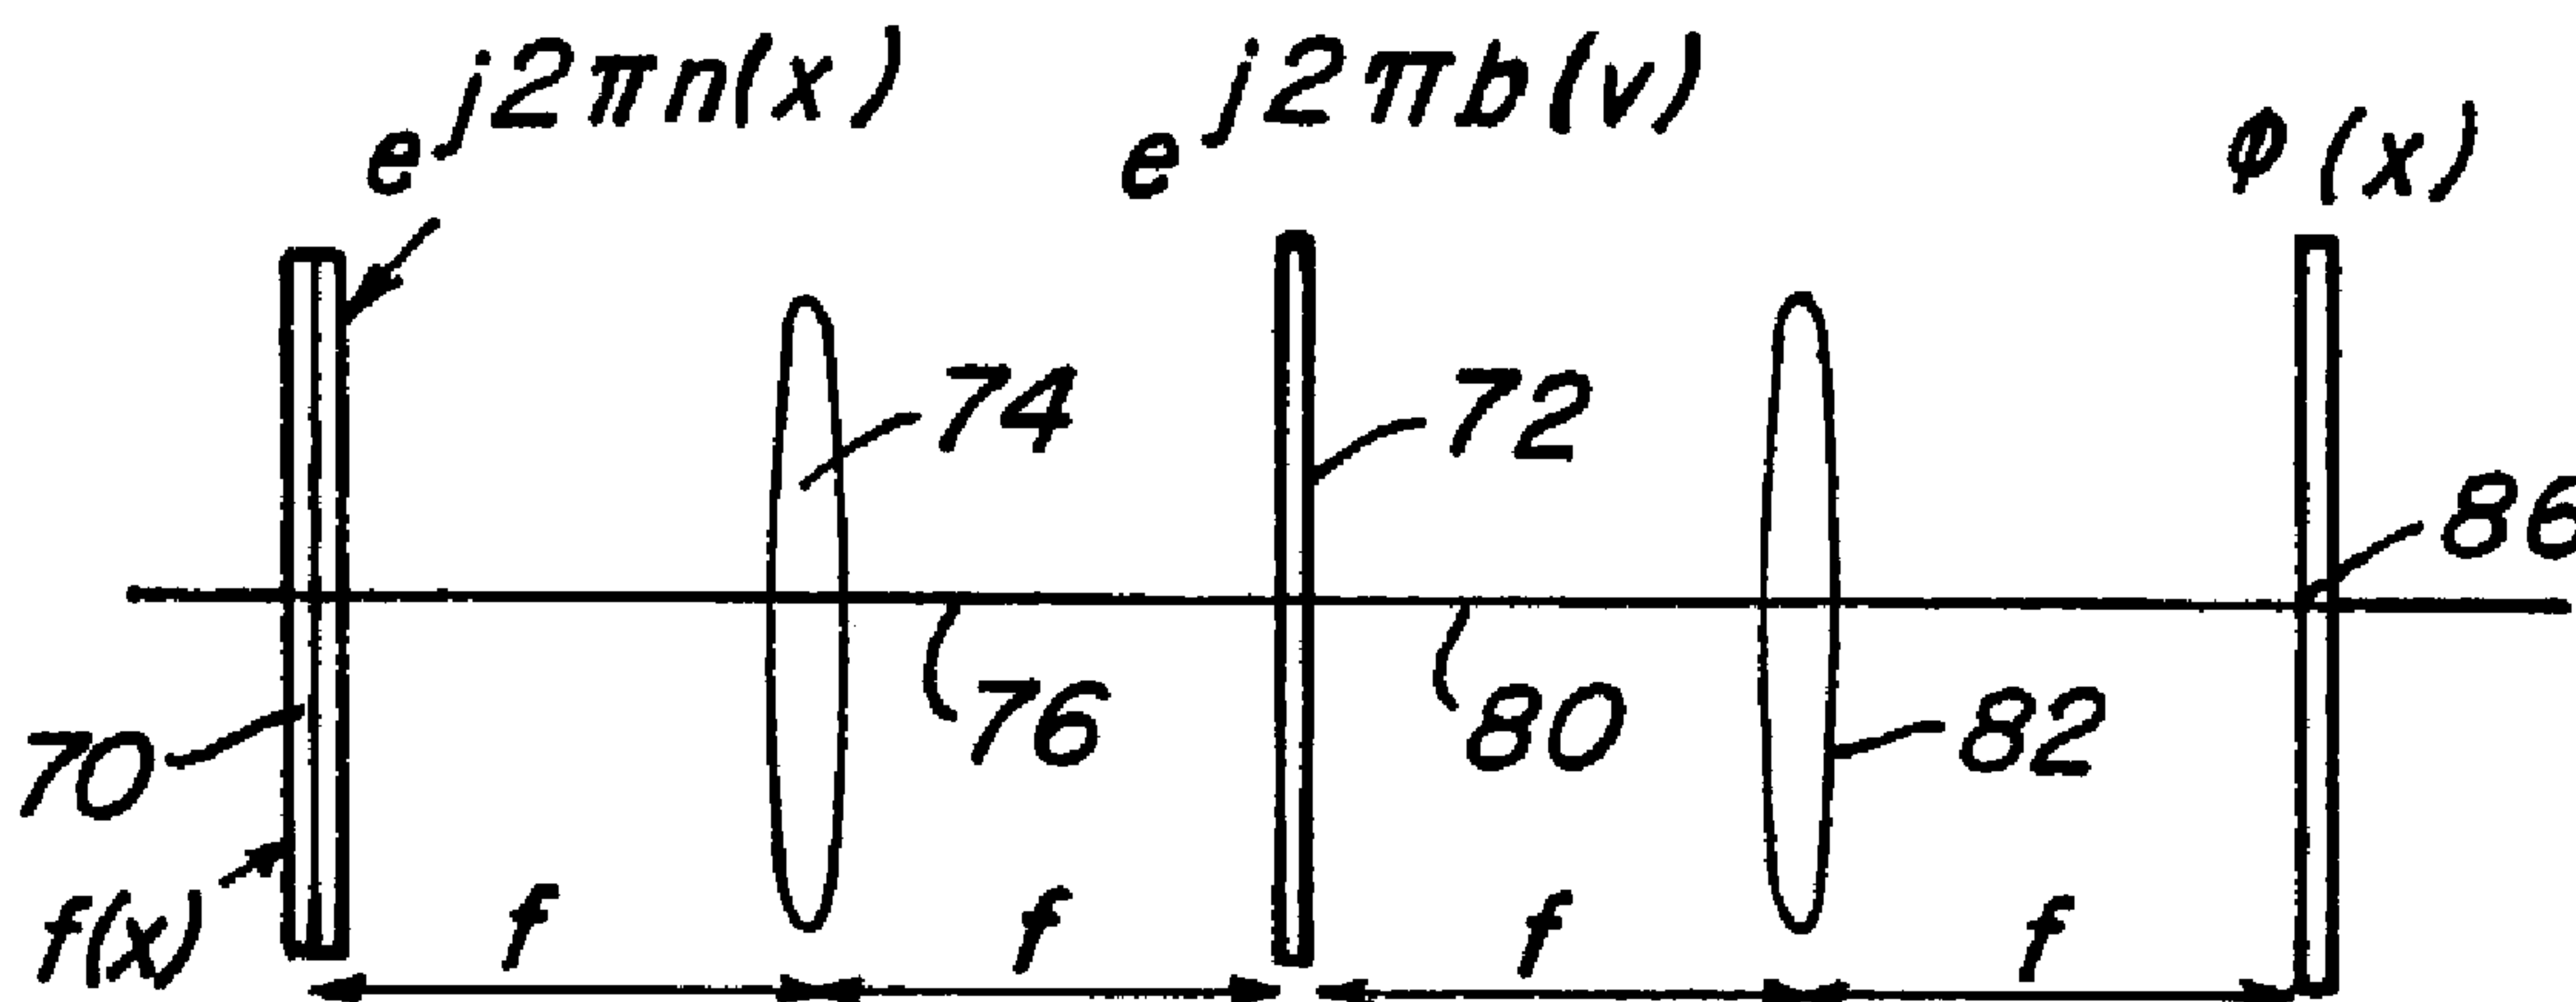 e^{j2πn(x)}
e^{j2πb(v)}
φ(x)
74
72
86
70
76
80
82
f(x)
f
f
f
f